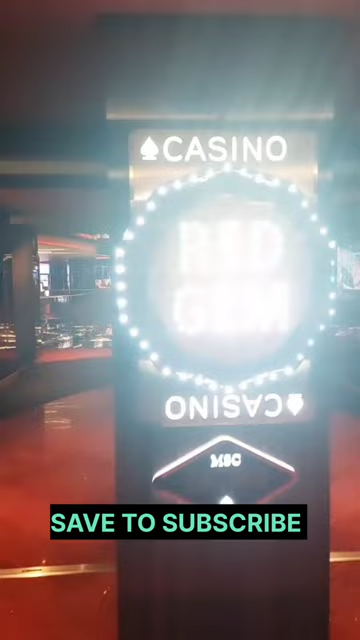 ♠CASINO
RED
GEM
CASINO♠
MSC
SAVE TO SUBSCRIBE